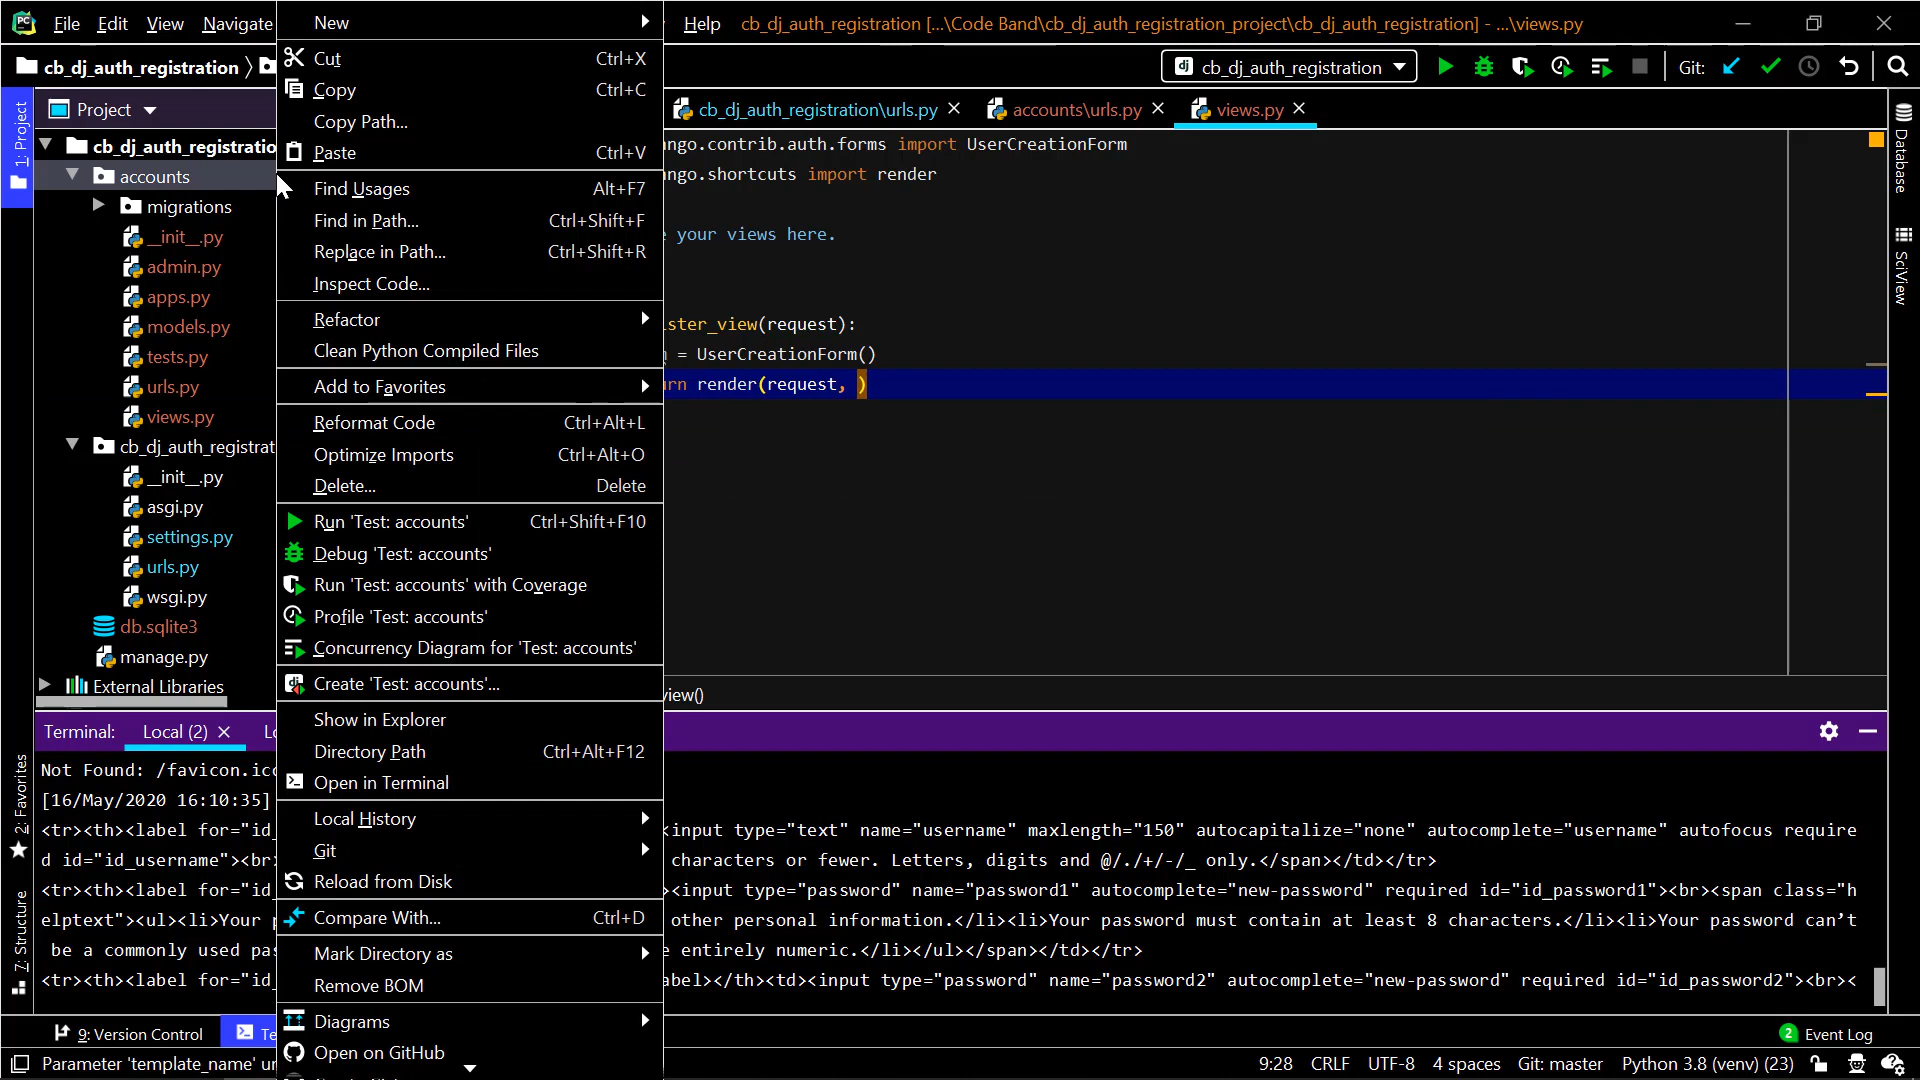 File Edit View Navigate Help cb_dj_auth_registration [...\Code Band\cb_dj_auth_registration_project\cb_dj_auth_registration] - ...\views.py
cb_dj_auth_registration
cb_dj_auth_registration
Git:
1: Project
Project
cb_dj_auth_registratio
accounts
migrations
__init__.py
admin.py
apps.py
models.py
tests.py
urls.py
views.py
cb_dj_auth_registrat
__init__.py
asgi.py
settings.py
urls.py
wsgi.py
db.sqlite3
manage.py
External Libraries
New
Cut Ctrl+X
Copy Ctrl+C
Copy Path...
Paste Ctrl+V
Find Usages Alt+F7
Find in Path... Ctrl+Shift+F
Replace in Path... Ctrl+Shift+R
Inspect Code...
Refactor
Clean Python Compiled Files
Add to Favorites
Reformat Code Ctrl+Alt+L
Optimize Imports Ctrl+Alt+O
Delete... Delete
Run 'Test: accounts' Ctrl+Shift+F10
Debug 'Test: accounts'
Run 'Test: accounts' with Coverage
Profile 'Test: accounts'
Concurrency Diagram for 'Test: accounts'
Create 'Test: accounts'...
Show in Explorer
Directory Path Ctrl+Alt+F12
Open in Terminal
Local History
Git
Reload from Disk
Compare With... Ctrl+D
Mark Directory as
Remove BOM
Diagrams
Open on GitHub
cb_dj_auth_registration\urls.py
accounts\urls.py
views.py
ngo.contrib.auth.forms import UserCreationForm
ngo.shortcuts import render
e your views here.
ister_view(request):
m = UserCreationForm()
urn render(request, )
iew()
Database
SciView
Terminal: Local (2) Lo
Not Found: /favicon.ico
[16/May/2020 16:10:35]
<tr><th><label for="id_ <input type="text" name="username" maxlength="150" autocapitalize="none" autocomplete="username" autofocus require
d id="id_username"><br> characters or fewer. Letters, digits and @/./+/-/_ only.</span></td></tr>
<tr><th><label for="id_ ><input type="password" name="password1" autocomplete="new-password" required id="id_password1"><br><span class="h
elptext"><ul><li>Your p other personal information.</li><li>Your password must contain at least 8 characters.</li><li>Your password can’t
be a commonly used pas e entirely numeric.</li></ul></span></td></tr>
<tr><th><label for="id_ abel></th><td><input type="password" name="password2" autocomplete="new-password" required id="id_password2"><br><
2: Favorites
7: Structure
9: Version Control Te 2 Event Log
Parameter 'template_name' un 9:28 CRLF UTF-8 4 spaces Git: master Python 3.8 (venv) (23)